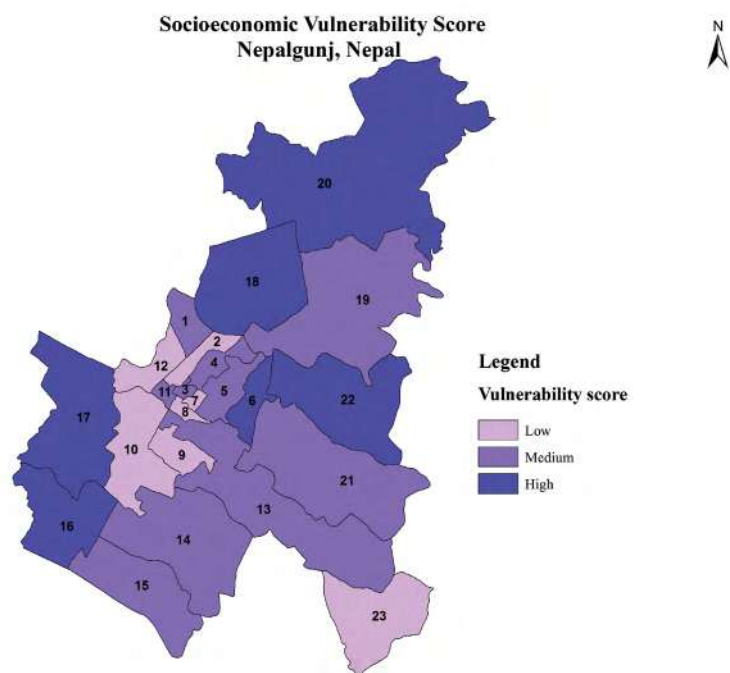 Socioeconomic Vulnerability Score
Nepalgunj, Nepal
N
20
18
19
1
2
12
4
11
3
5
7
8
6
22
17
10
9
21
13
16
14
15
23
Legend
Vulnerability score
Low
Medium
High